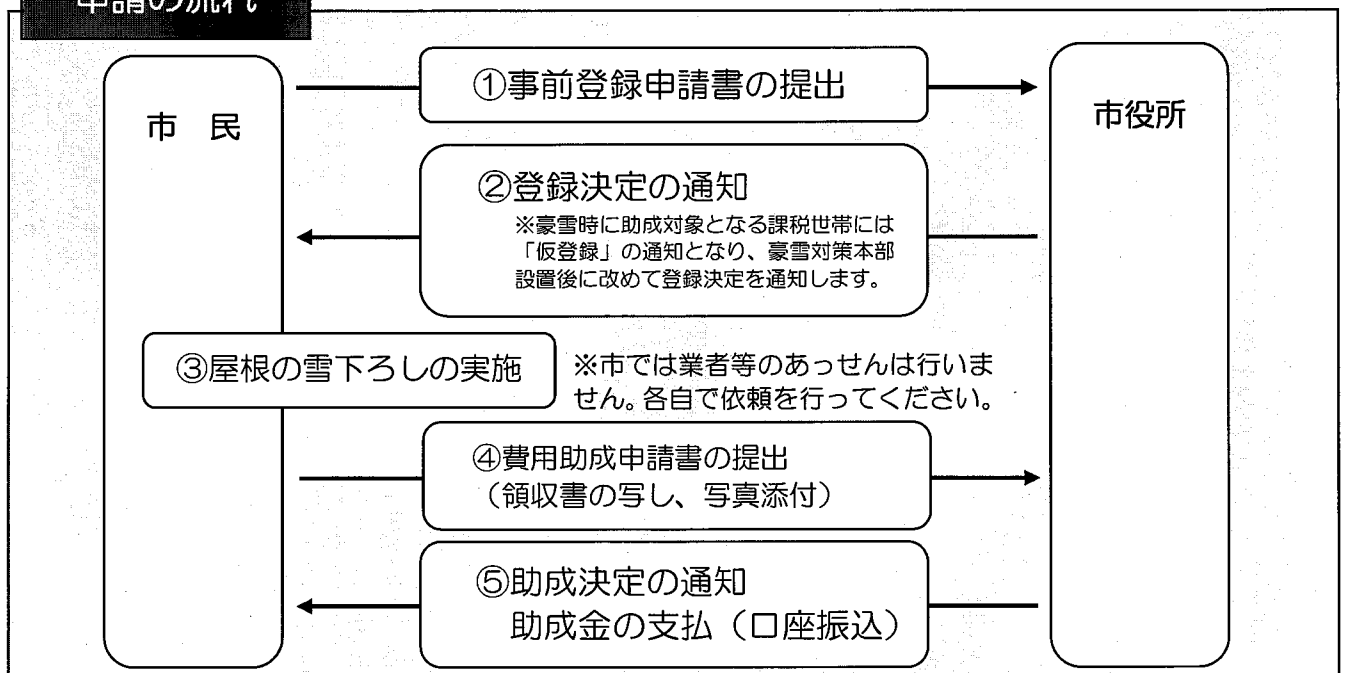 申請の流れ
市 民
①事前登録申請書の提出
市役所
②登録決定の通知
※豪雪時に助成対象となる課税世帯には
「仮登録」の通知となり、豪雪対策本部
設置後に改めて登録決定を通知します。
③屋根の雪下ろしの実施
※市では業者等のあっせんは行いま
せん。各自で依頼を行ってください。
④費用助成申請書の提出
（領収書の写し、写真添付）
⑤助成決定の通知
助成金の支払（口座振込）